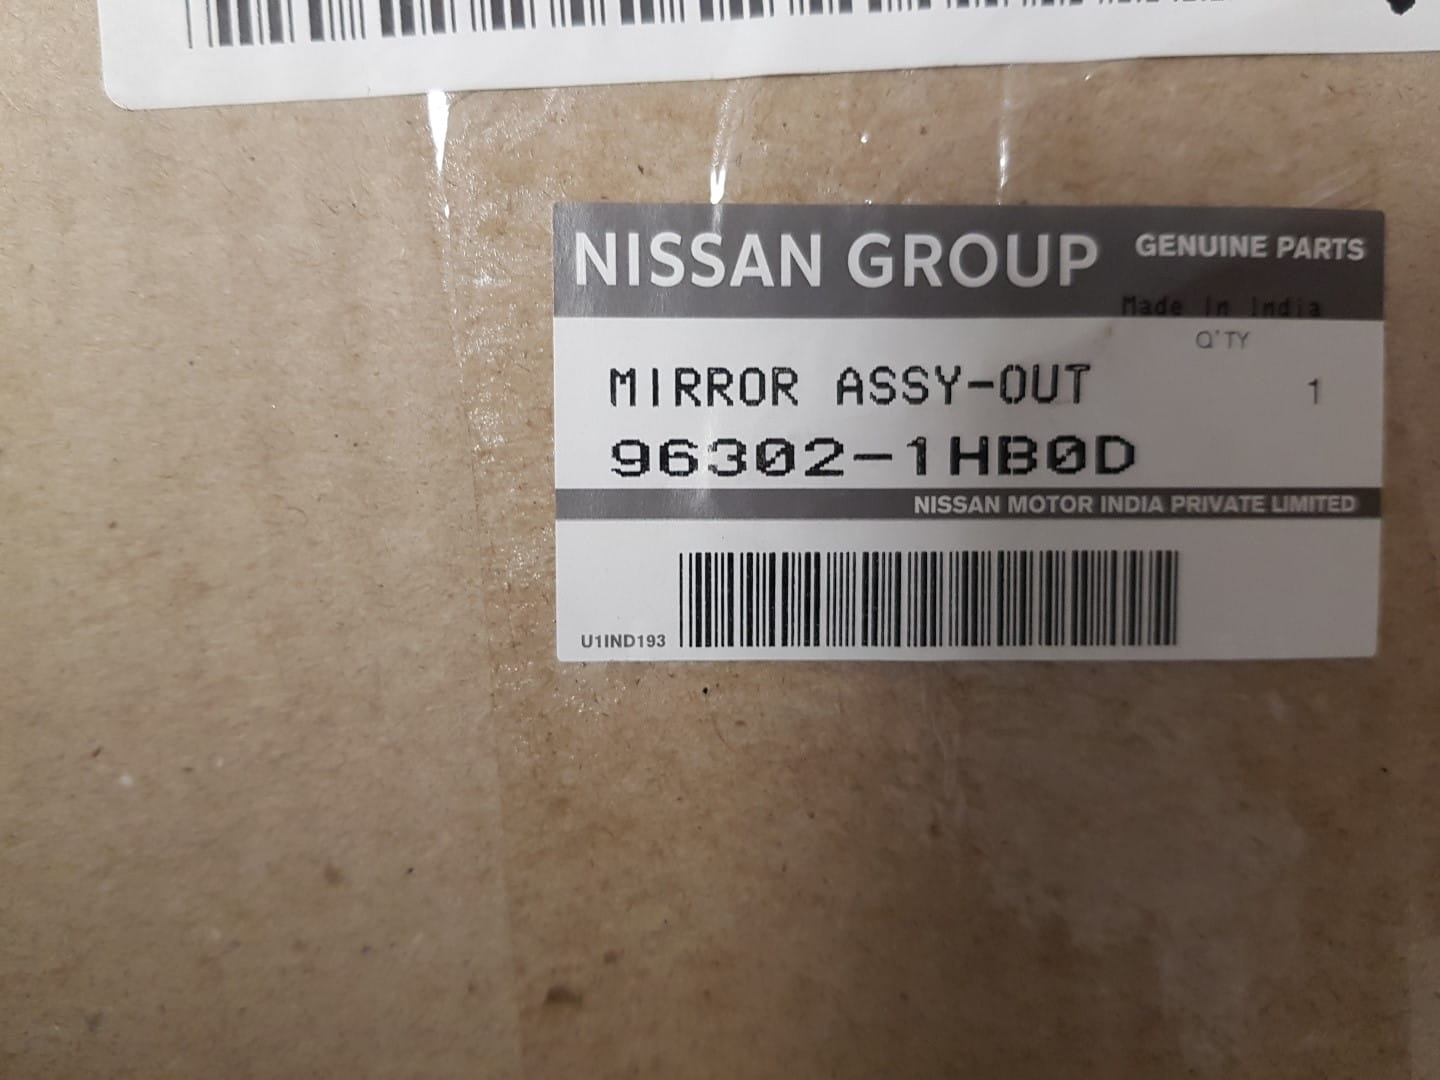 NISSAN GROUP GENUINE PARTS
Made in India
Q'TY
MIRROR ASSY-OUT 1
96302-1HB0D
NISSAN MOTOR INDIA PRIVATE LIMITED
U1IND193